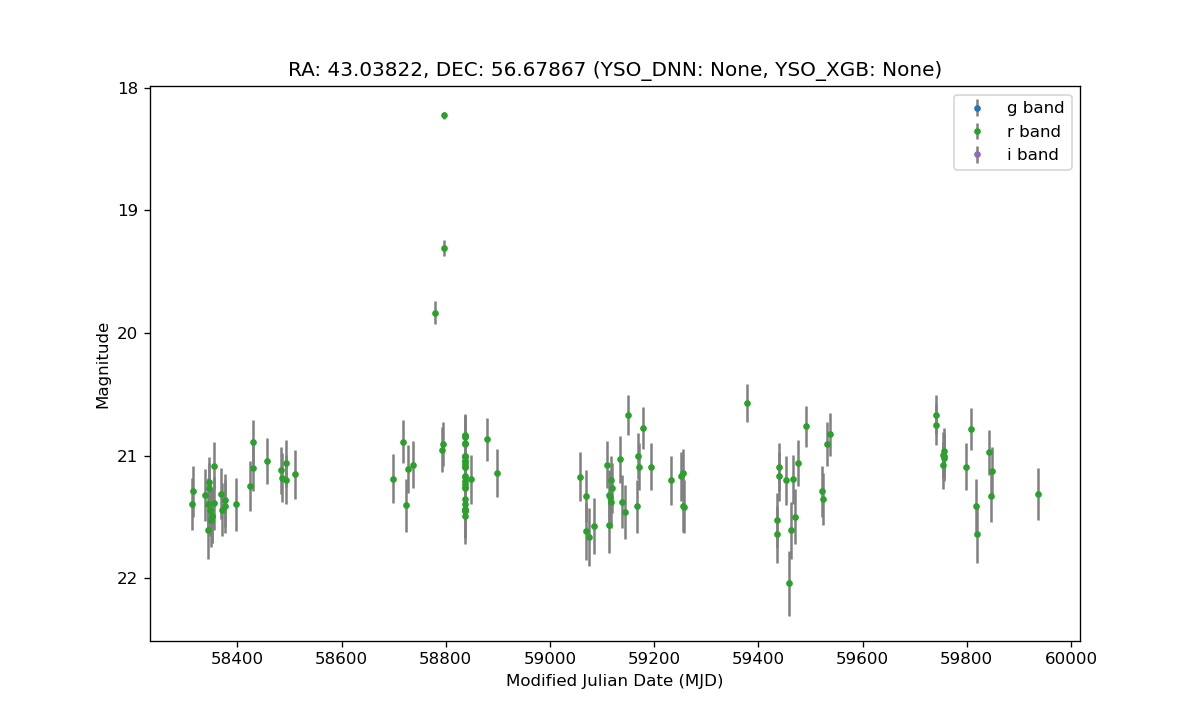 RA: 43.03822, DEC: 56.67867 (YSO_DNN: None, YSO_XGB: None)
18
19
20
21
22
Magnitude
g band
r band
i band
58400 58600 58800 59000 59200 59400 59600 59800 60000
Modified Julian Date (MJD)